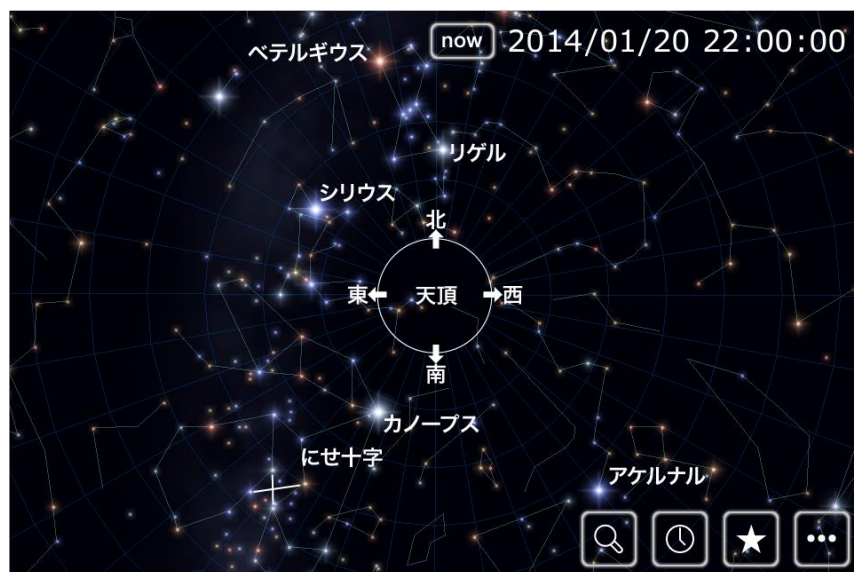 now 2014/01/20 22:00:00
ベテルギウス
リゲル
シリウス
北
東 天頂 西
南
カノープス
にせ十字
アケルナル